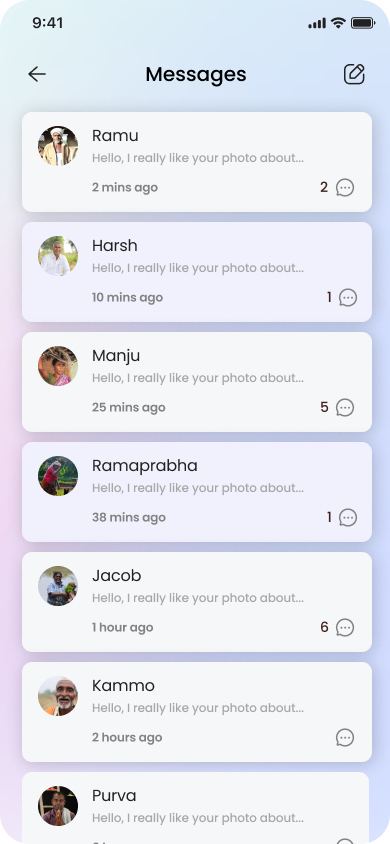 9:41
Messages
Ramu
Hello, I really like your photo about...
2 mins ago
2
Harsh
Hello, I really like your photo about...
10 mins ago
1
Manju
Hello, I really like your photo about...
25 mins ago
5
Ramaprabha
Hello, I really like your photo about...
38 mins ago
1
Jacob
Hello, I really like your photo about...
1 hour ago
6
Kammo
Hello, I really like your photo about...
2 hours ago
Purva
Hello, I really like your photo about...